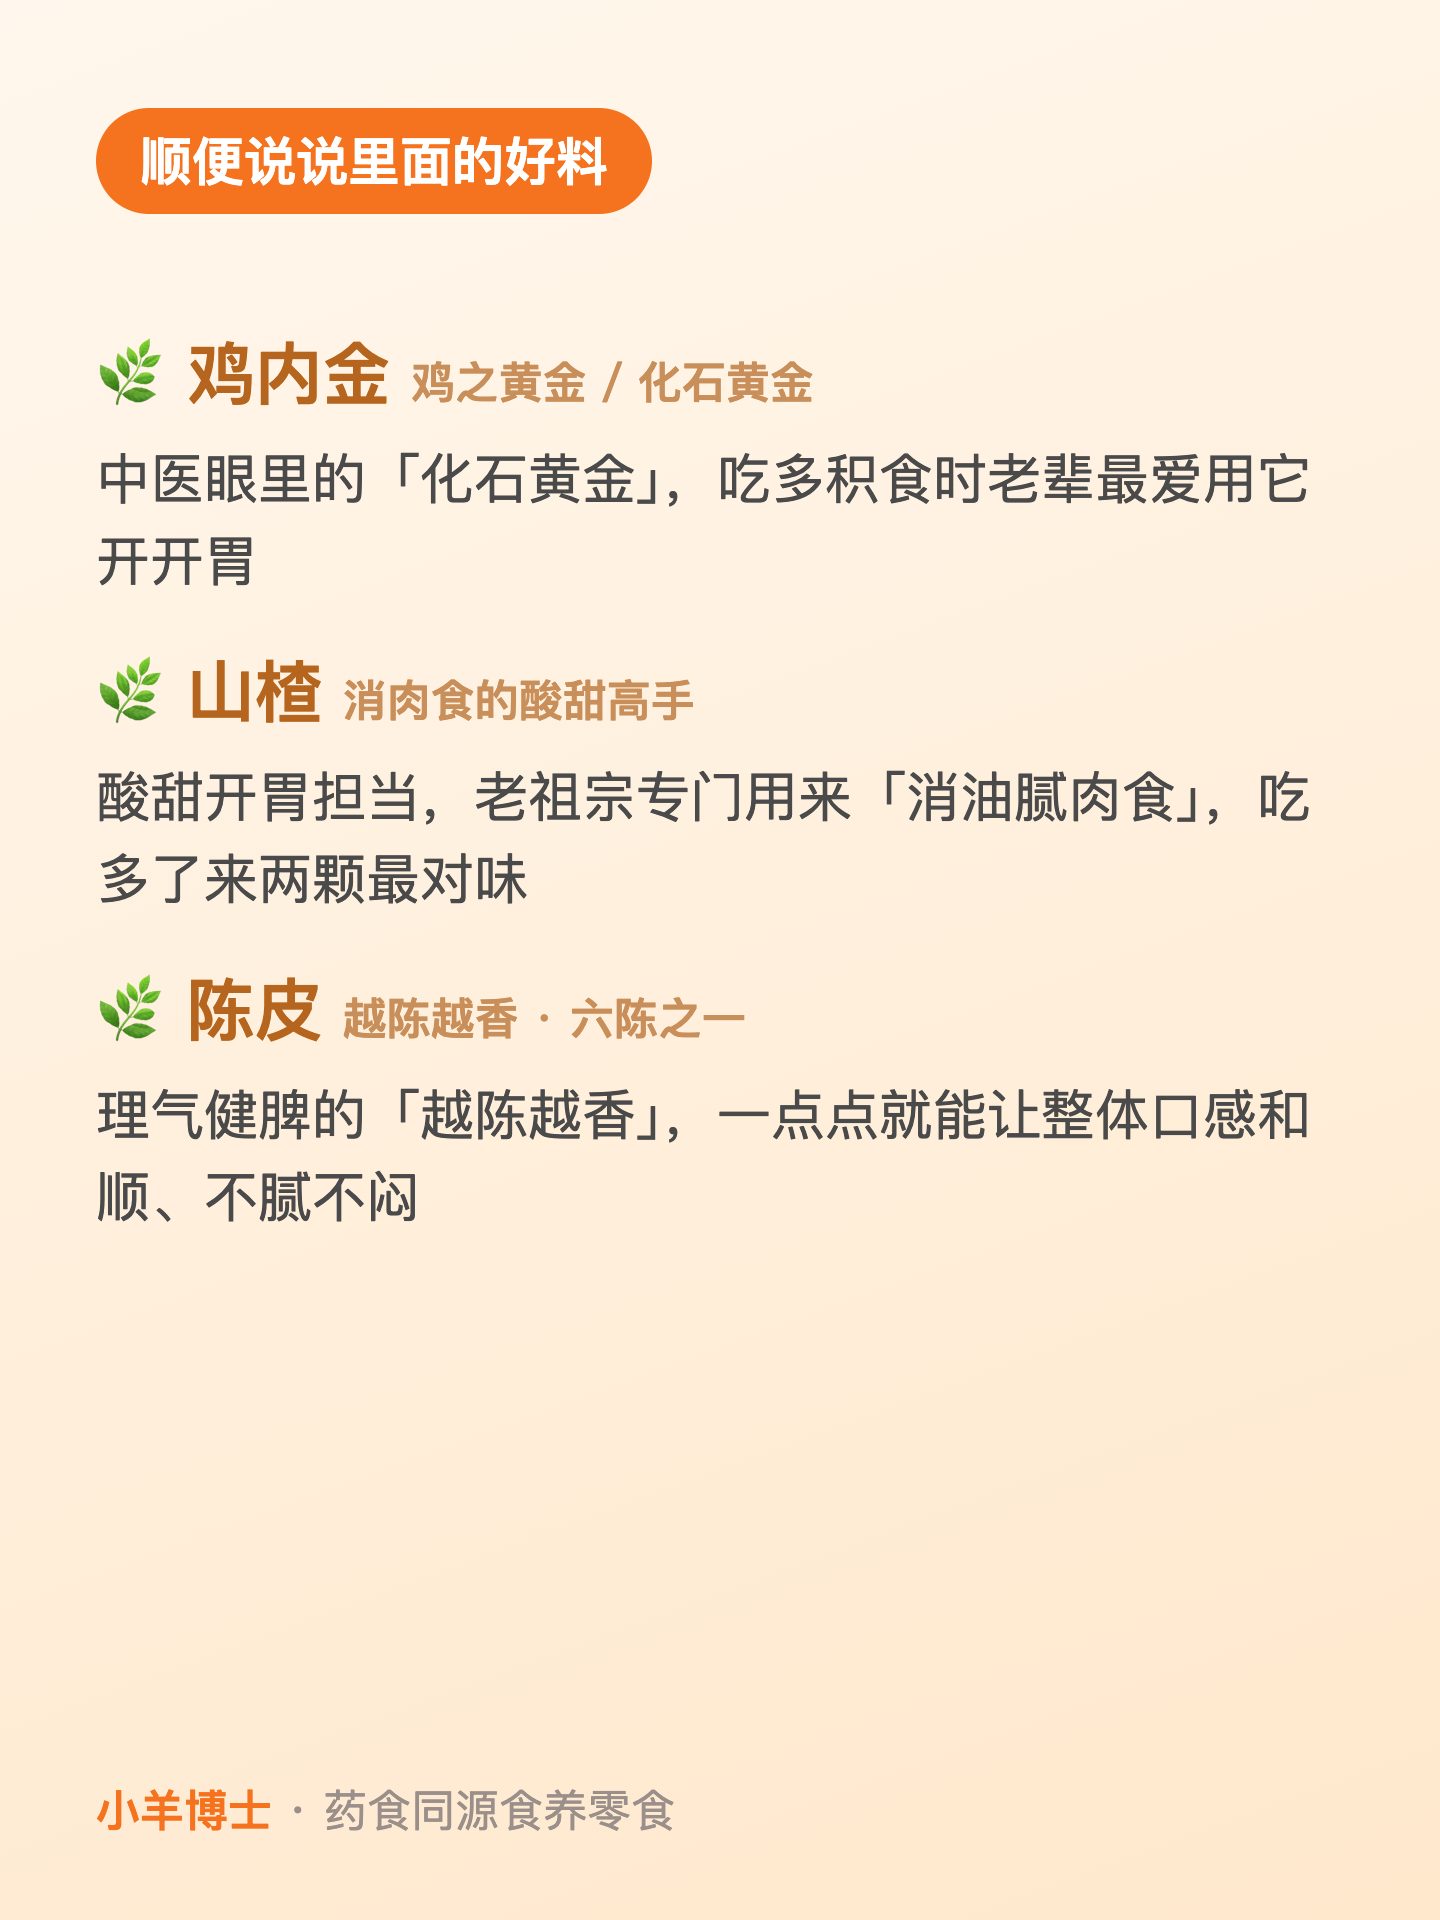 顺便说说里面的好料
🌿 鸡内金 鸡之黄金 / 化石黄金
中医眼里的「化石黄金」，吃多积食时老辈最爱用它
开开胃
🌿 山楂 消肉食的酸甜高手
酸甜开胃担当，老祖宗专门用来「消油腻肉食」，吃
多了来两颗最对味
🌿 陈皮 越陈越香 · 六陈之一
理气健脾的「越陈越香」，一点点就能让整体口感和
顺、不腻不闷
小羊博士 · 药食同源食养零食